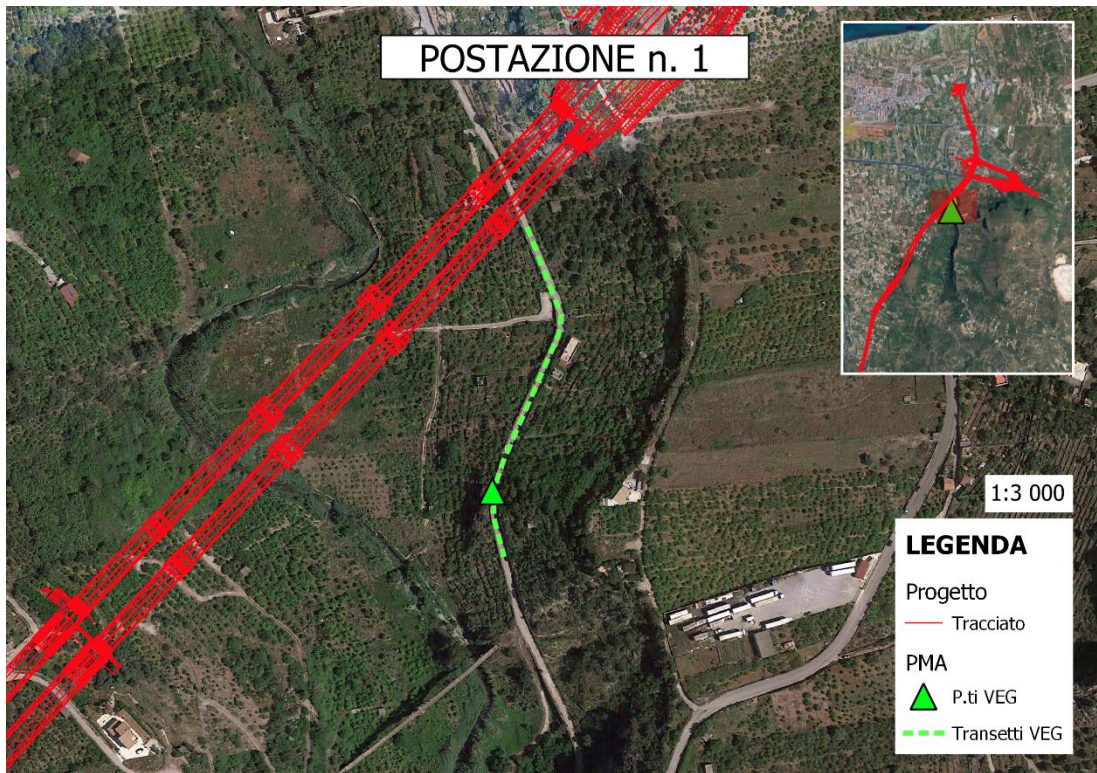 POSTAZIONE n. 1
1:3 000
LEGENDA
Progetto
Tracciato
PMA
P.ti VEG
Transetti VEG